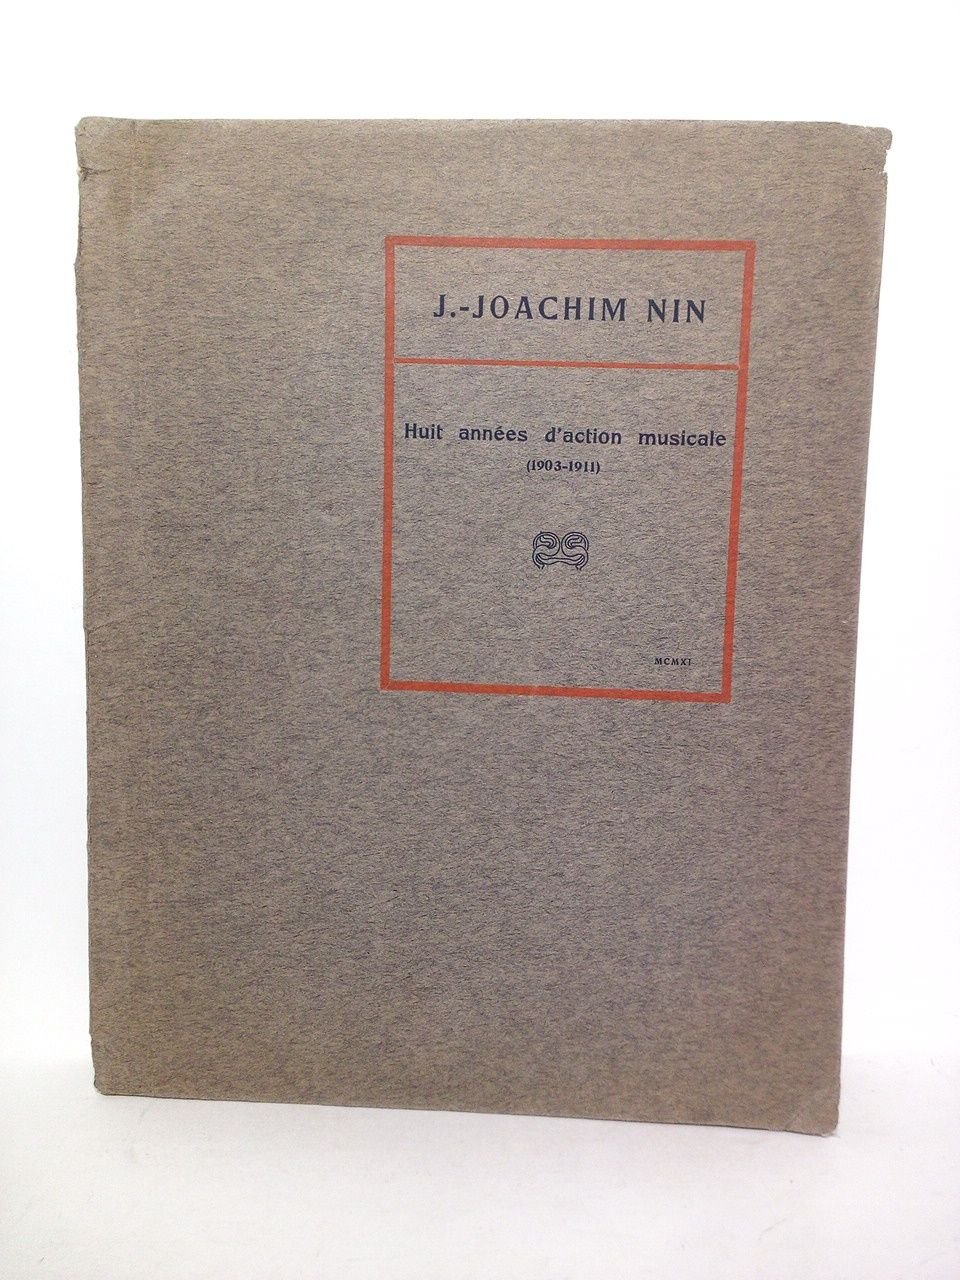 J.-JOACHIM NIN
Huit années d'action musicale
(1903-1911)
MCMXI